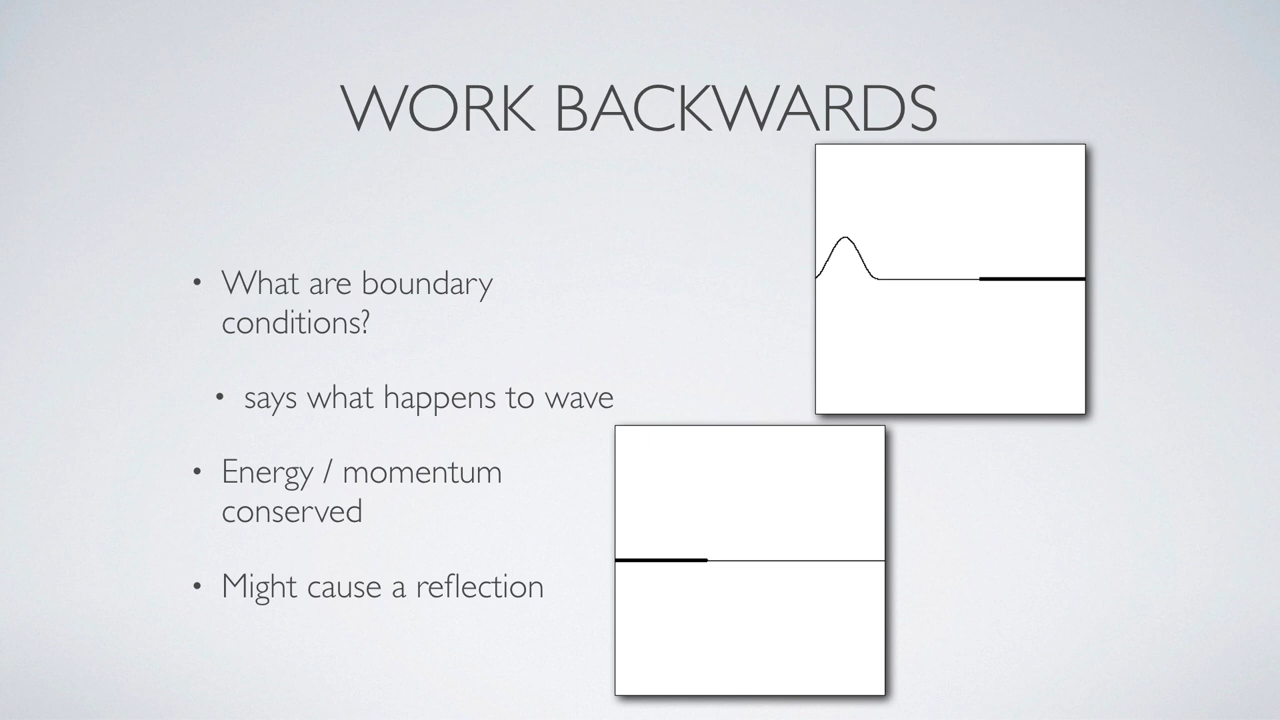 WORK BACKWARDS
• What are boundary
conditions?
• says what happens to wave
• Energy / momentum
conserved
• Might cause a reflection